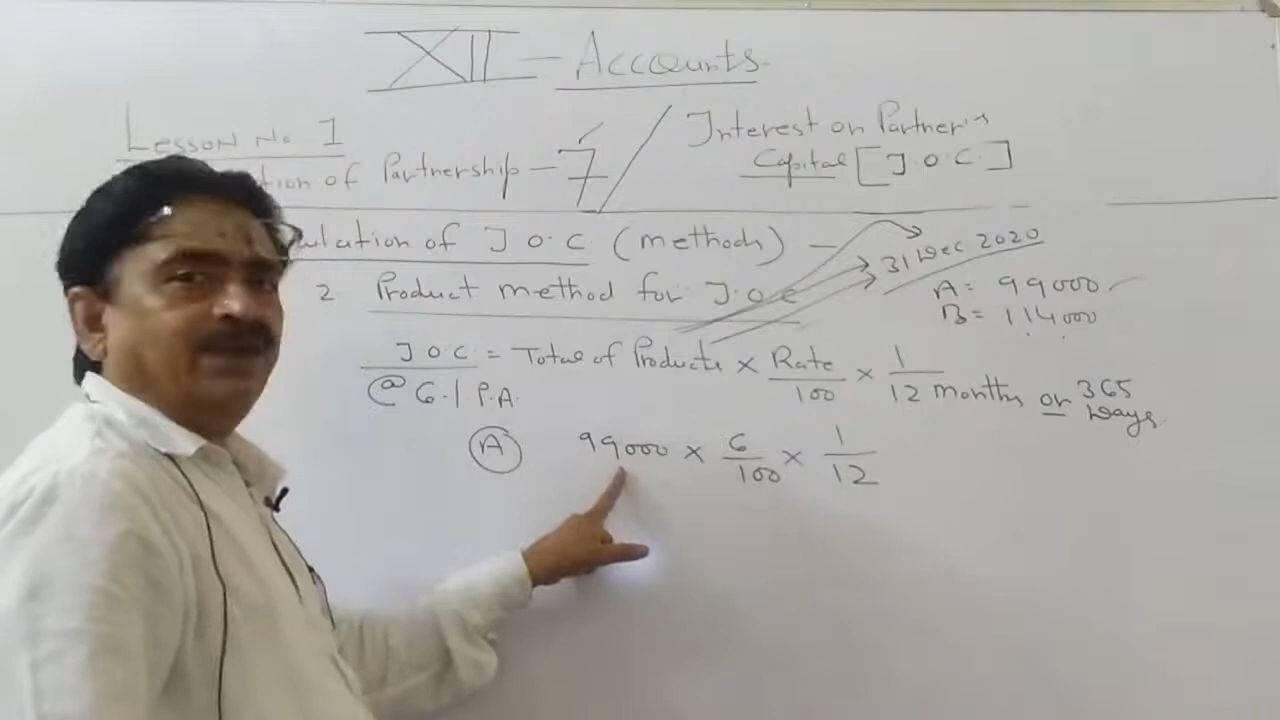 XII - Accounts
Lesson No 1
tion of Partnership - 7 / Interest on Partner's
Capital [I.O.C.]
ulation of I O C (methods) -
31 Dec 2020
2. Product method for I.O.C
A = 99000
B = 114000
I O C = Total of Products × Rate/100 × 1/12 months or 365 Days
@ 6.1. P.A.
A 99000 × 6/100 × 1/12